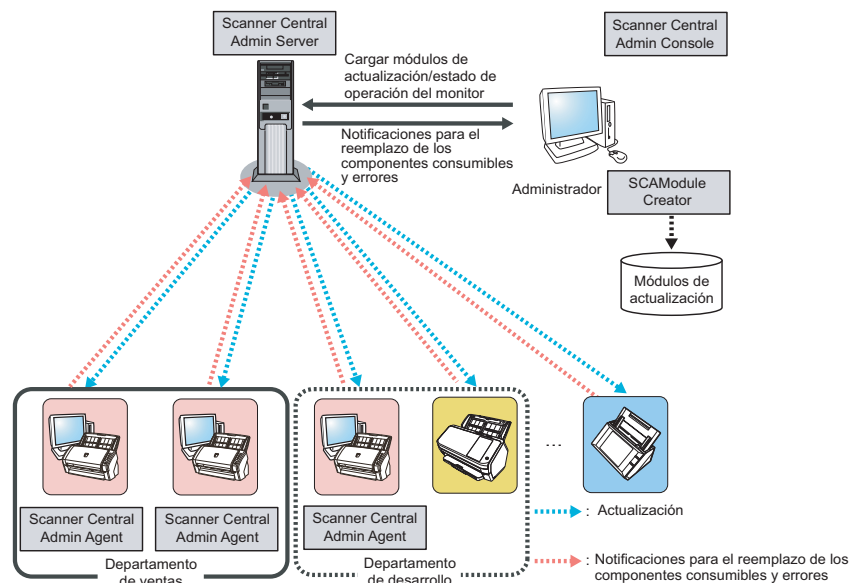 Scanner Central
Admin Server
Scanner Central
Admin Console
Cargar módulos de
actualización/estado de
operación del monitor
Notificaciones para el
reemplazo de los
componentes consumibles
y errores
Administrador
SCAModule
Creator
Módulos de
actualización
...
Scanner Central
Admin Agent
Scanner Central
Admin Agent
Scanner Central
Admin Agent
Departamento
de ventas
Departamento
de desarrollo
: Actualización
: Notificaciones para el reemplazo de los
componentes consumibles y errores